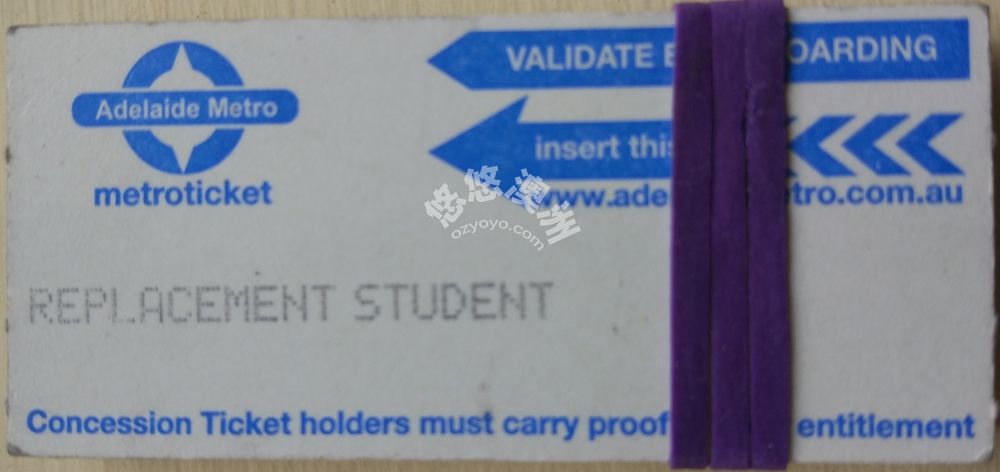 VALIDATE B OARDING
Adelaide Metro
metroticket
insert this
www.ade tro.com.au
悠悠澳洲
ozyoyo.com
REPLACEMENT STUDENT
Concession Ticket holders must carry proof entitlement